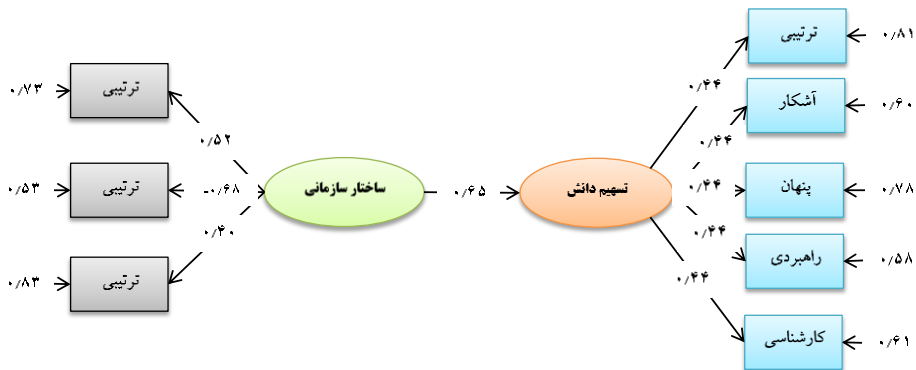 ترتیبی
۰/۸۱
۰/۴۴
آشکار
۰/۶۰
۰/۴۴
پنهان
۰/۷۸
۰/۴۴
راهبردی
۰/۵۸
۰/۴۴
کارشناسی
۰/۶۱
۰/۴۴
تسهیم دانش
۰/۶۵
ساختار سازمانی
۰/۵۲
-۰/۶۸
۰/۴۰
ترتیبی
۰/۷۳
ترتیبی
۰/۵۳
ترتیبی
۰/۸۳